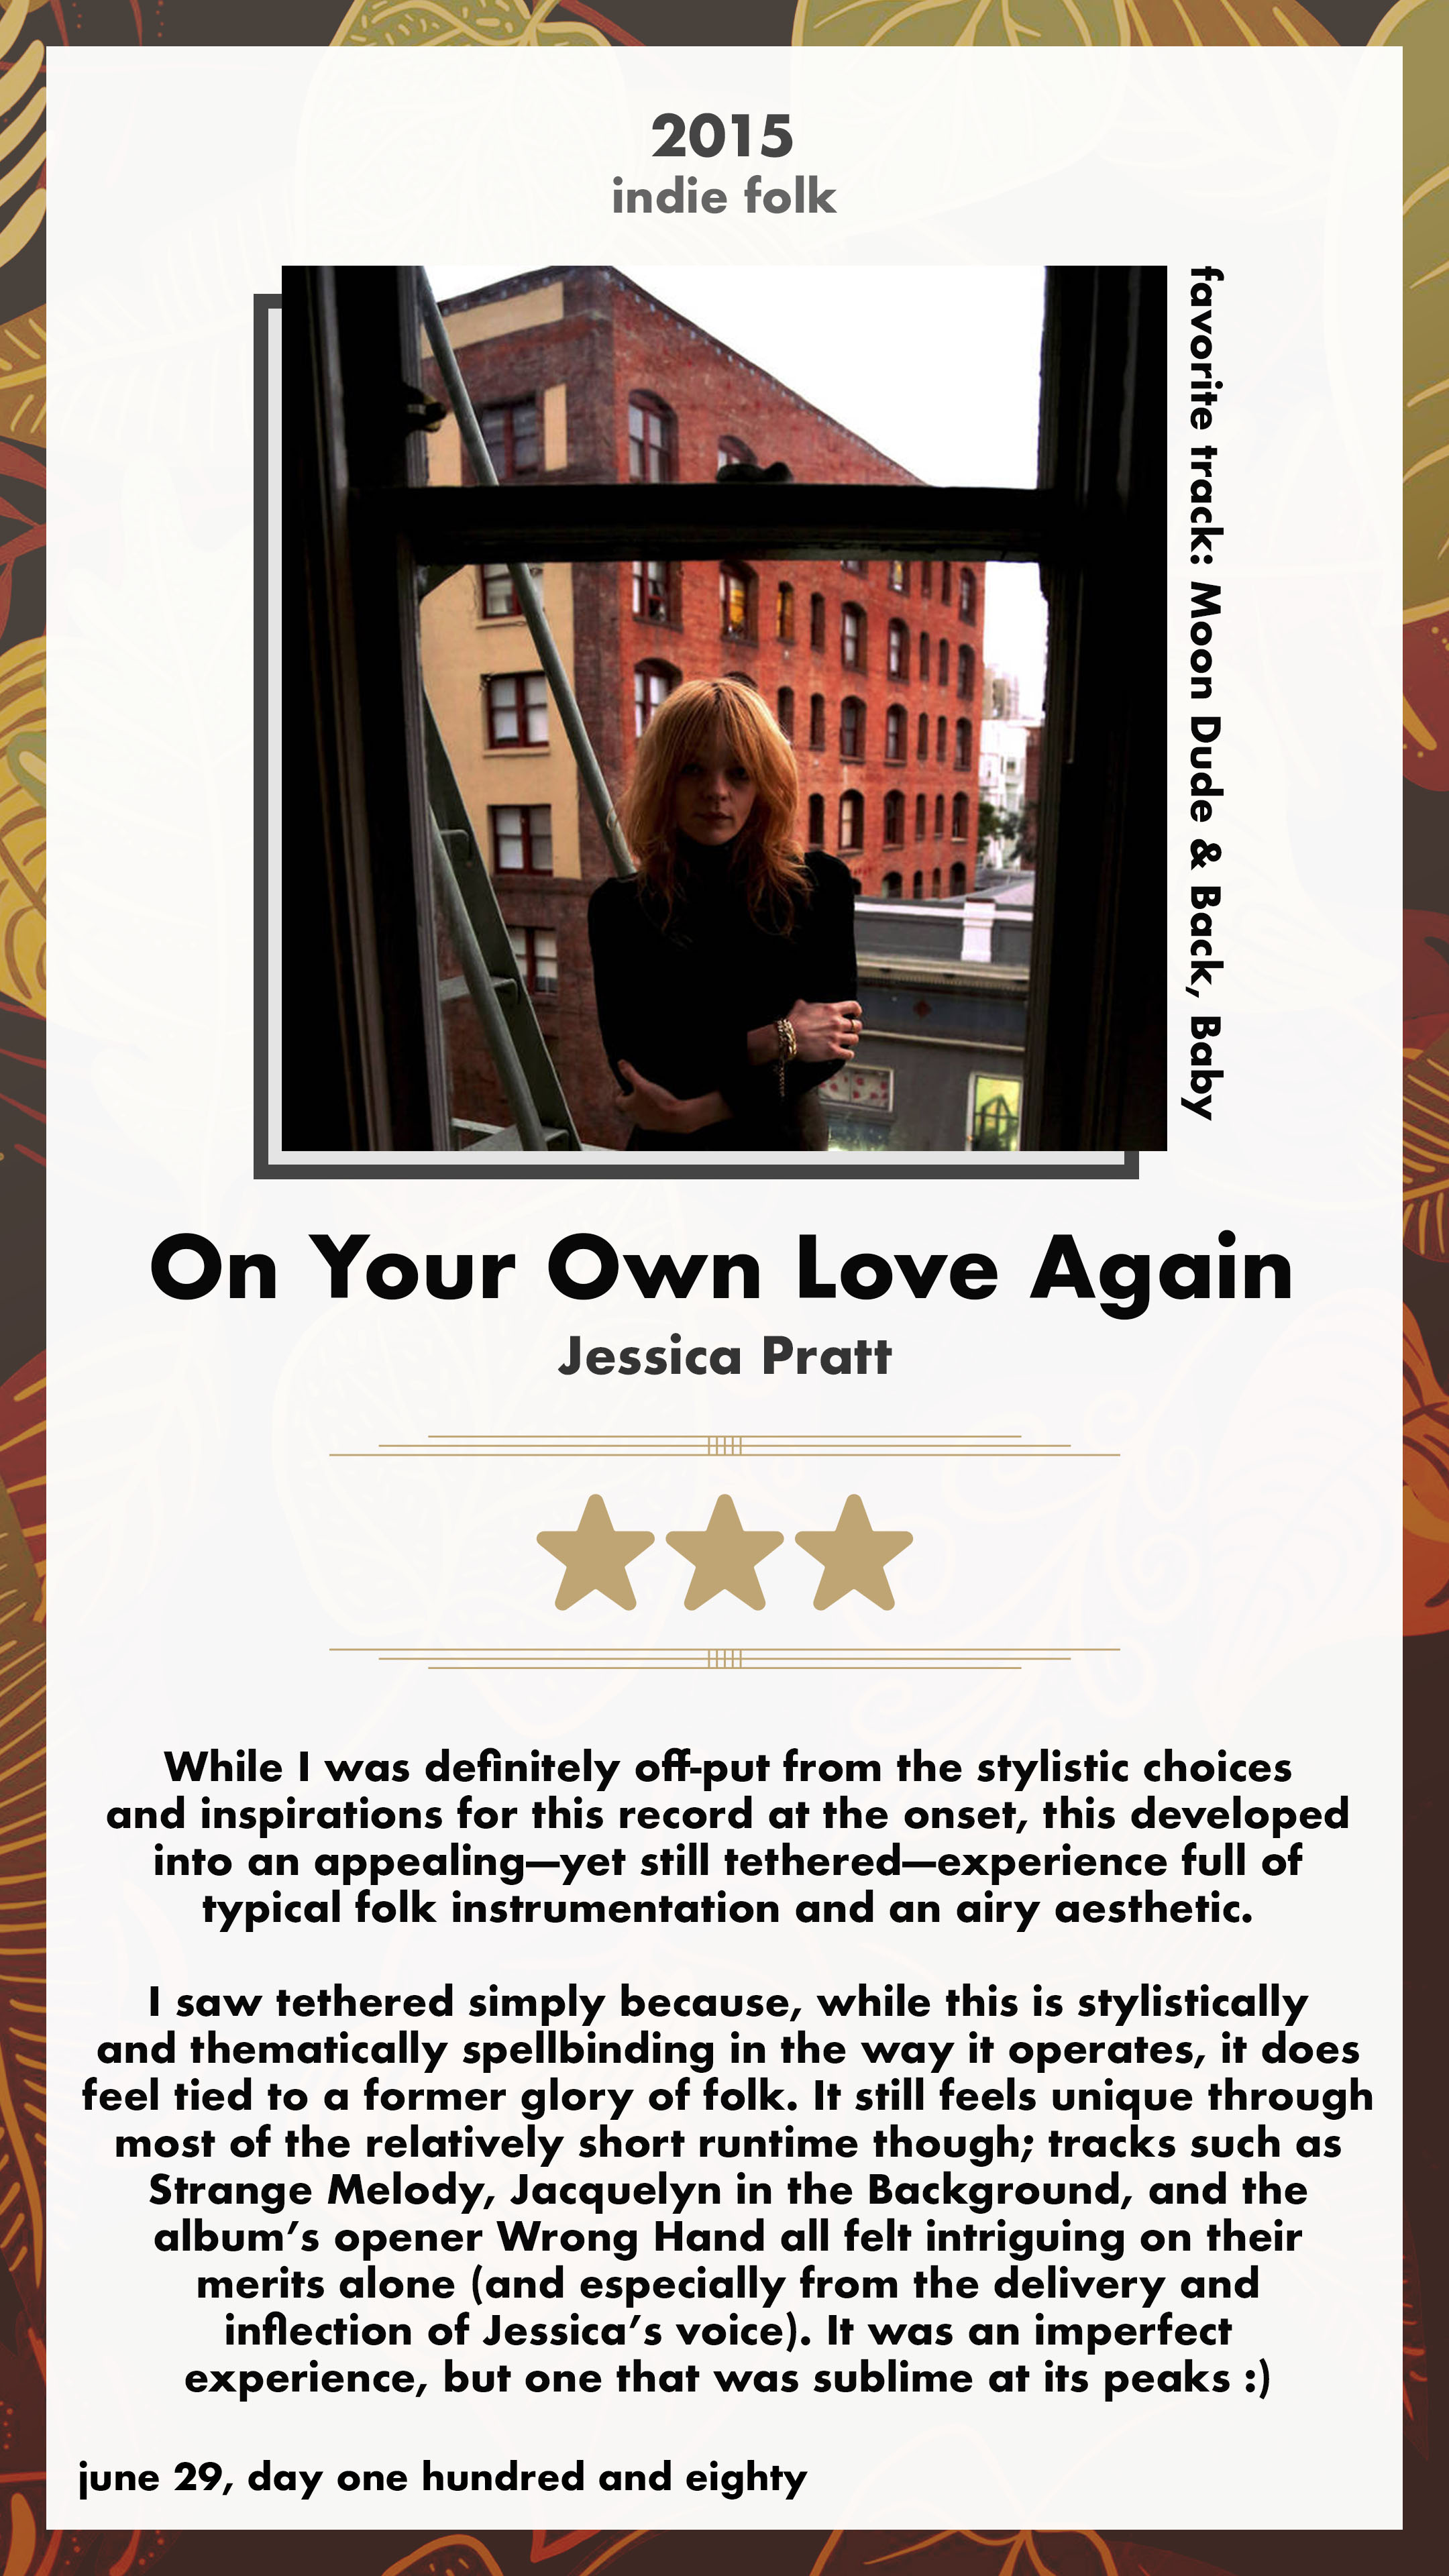 2015
indie folk
favorite track: Moon Dude & Back, Baby
On Your Own Love Again
Jessica Pratt
While I was definitely off-put from the stylistic choices
and inspirations for this record at the onset, this developed
into an appealing—yet still tethered—experience full of
typical folk instrumentation and an airy aesthetic.
I saw tethered simply because, while this is stylistically
and thematically spellbinding in the way it operates, it does
feel tied to a former glory of folk. It still feels unique through
most of the relatively short runtime though; tracks such as
Strange Melody, Jacquelyn in the Background, and the
album’s opener Wrong Hand all felt intriguing on their
merits alone (and especially from the delivery and
inflection of Jessica’s voice). It was an imperfect
experience, but one that was sublime at its peaks :)
june 29, day one hundred and eighty